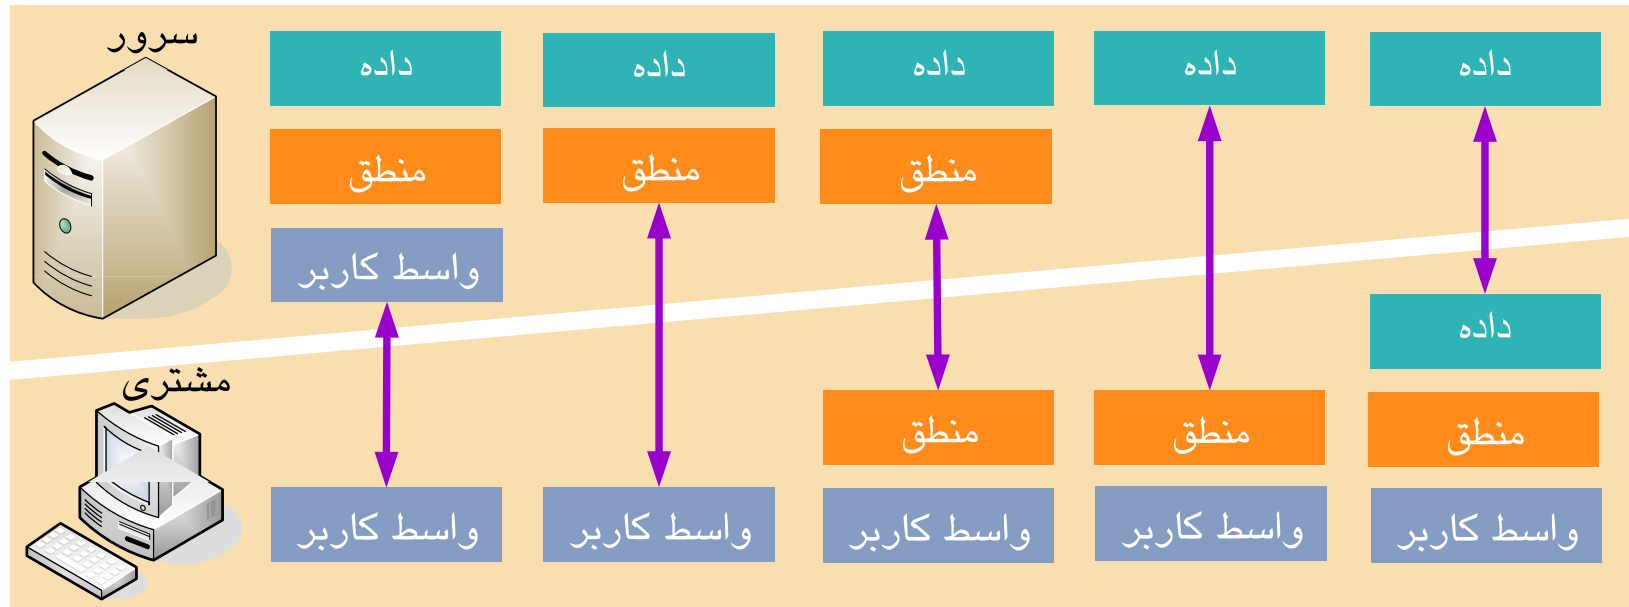 سرور
داده
داده
داده
داده
داده
منطق
منطق
منطق
واسط کاربر
داده
مشتری
منطق
منطق
منطق
واسط کاربر
واسط کاربر
واسط کاربر
واسط کاربر
واسط کاربر